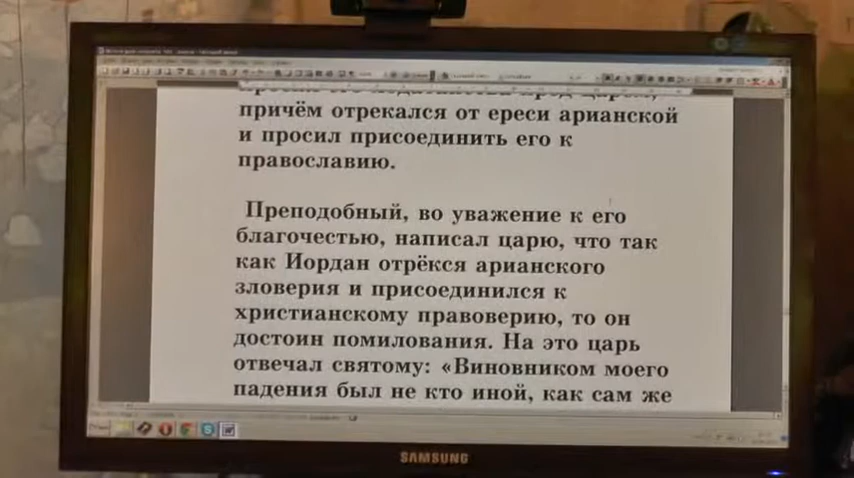 причём отрекался от ереси арианской
и просил присоединить его к
православию.
Преподобный, во уважение к его
благочестью, написал царю, что так
как Иордан отрёкся арианского
зловерия и присоединился к
христианскому правоверию, то он
достоин помилования. На это царь
отвечал святому: «Виновником моего
падения был не кто иной, как сам же
SAMSUNG